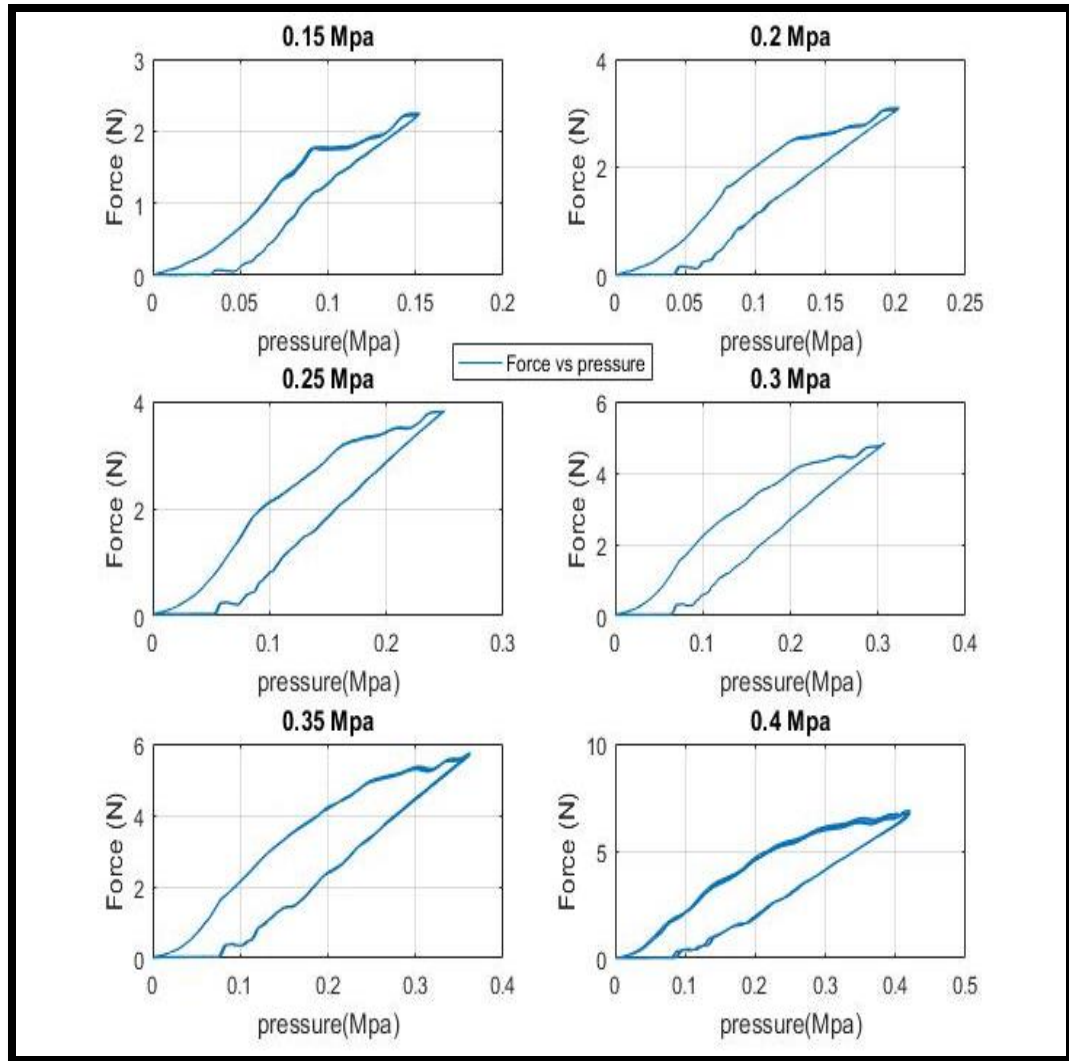 0.15 Mpa
3
2
1
0
Force (N)
0 0.05 0.1 0.15 0.2
pressure(Mpa)
0.2 Mpa
4
2
0
Force (N)
0 0.05 0.1 0.15 0.2 0.25
pressure(Mpa)
Force vs pressure
0.25 Mpa
4
2
0
Force (N)
0 0.1 0.2 0.3
pressure(Mpa)
0.3 Mpa
6
4
2
0
Force (N)
0 0.1 0.2 0.3 0.4
pressure(Mpa)
0.35 Mpa
6
4
2
0
Force (N)
0 0.1 0.2 0.3 0.4
pressure(Mpa)
0.4 Mpa
10
5
0
Force (N)
0 0.1 0.2 0.3 0.4 0.5
pressure(Mpa)